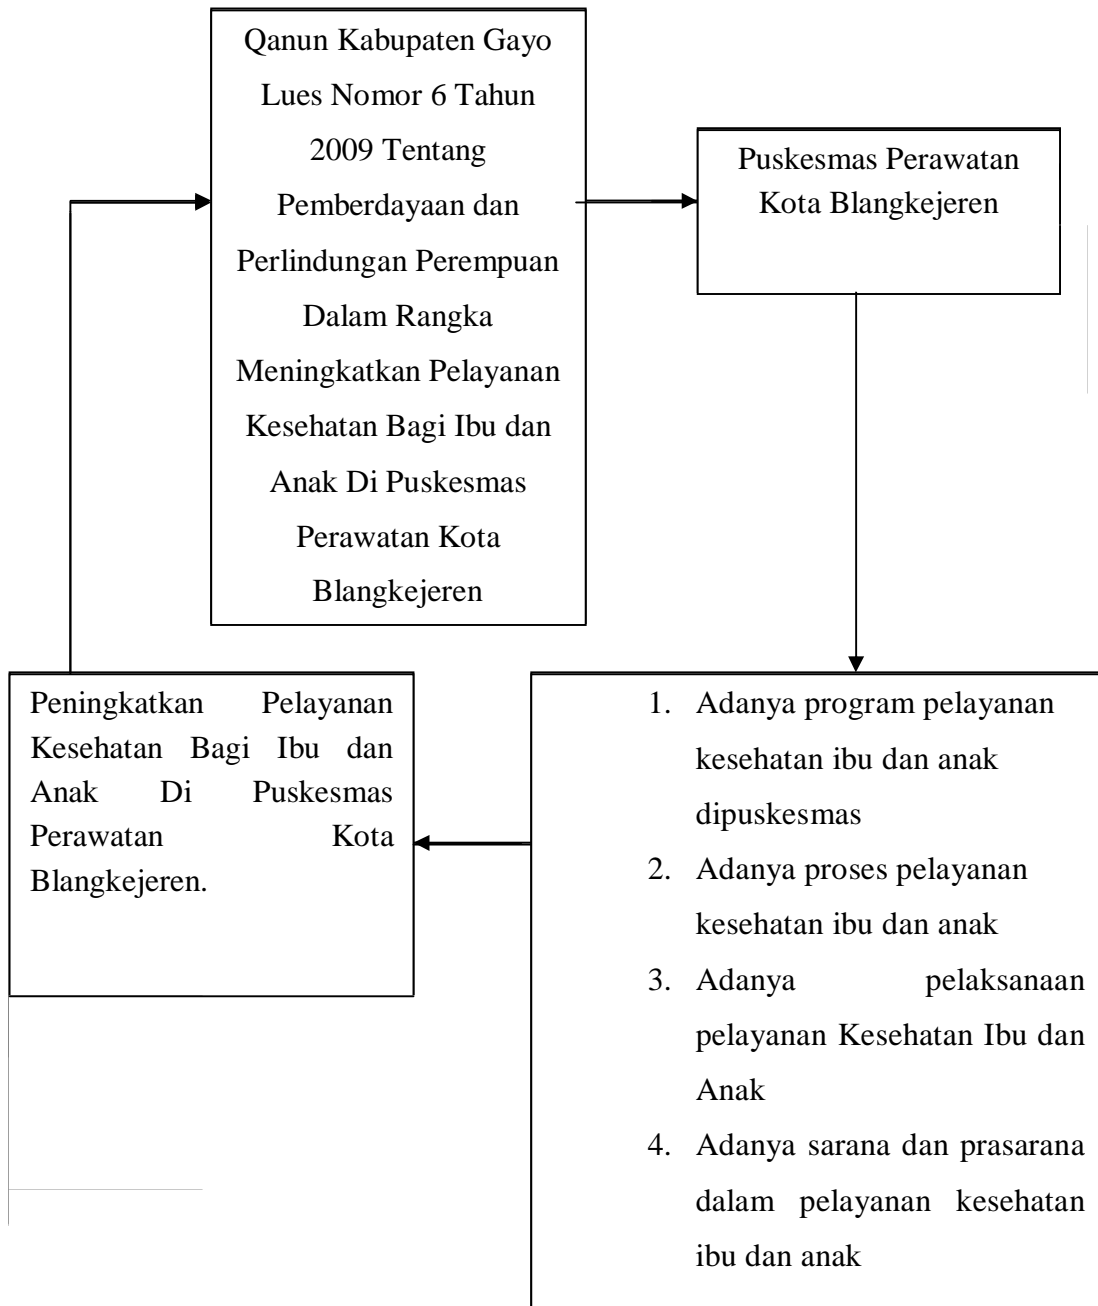 Qanun Kabupaten Gayo
Lues Nomor 6 Tahun
2009 Tentang
Pemberdayaan dan
Perlindungan Perempuan
Dalam Rangka
Meningkatkan Pelayanan
Kesehatan Bagi Ibu dan
Anak Di Puskesmas
Perawatan Kota
Blangkejeren
Puskesmas Perawatan
Kota Blangkejeren
1. Adanya program pelayanan
kesehatan ibu dan anak
dipuskesmas
2. Adanya proses pelayanan
kesehatan ibu dan anak
3. Adanya pelaksanaan
pelayanan Kesehatan Ibu dan
Anak
4. Adanya sarana dan prasarana
dalam pelayanan kesehatan
ibu dan anak
Peningkatkan Pelayanan
Kesehatan Bagi Ibu dan
Anak Di Puskesmas
Perawatan Kota
Blangkejeren.